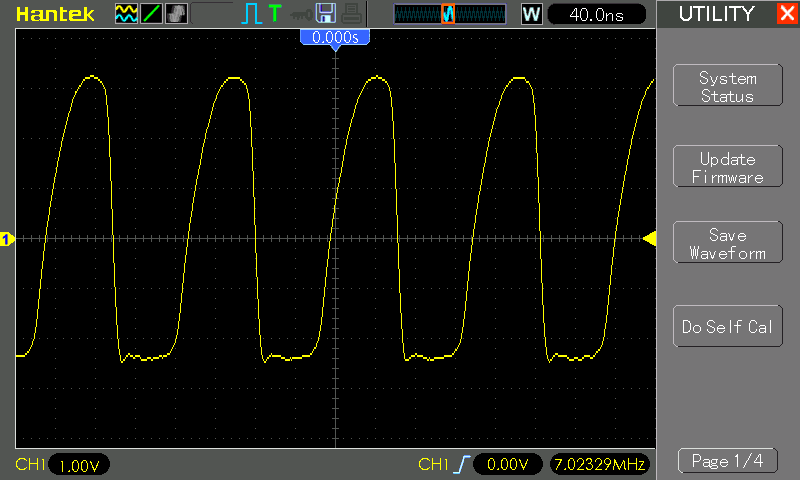 Hantek
T
W
40.0ns
UTILITY
0.000s
System
Status
Update
Firmware
1
Save
Waveform
Do Self Cal
CH1 1.00V
CH1 0.00V 7.02329MHz
Page 1/4